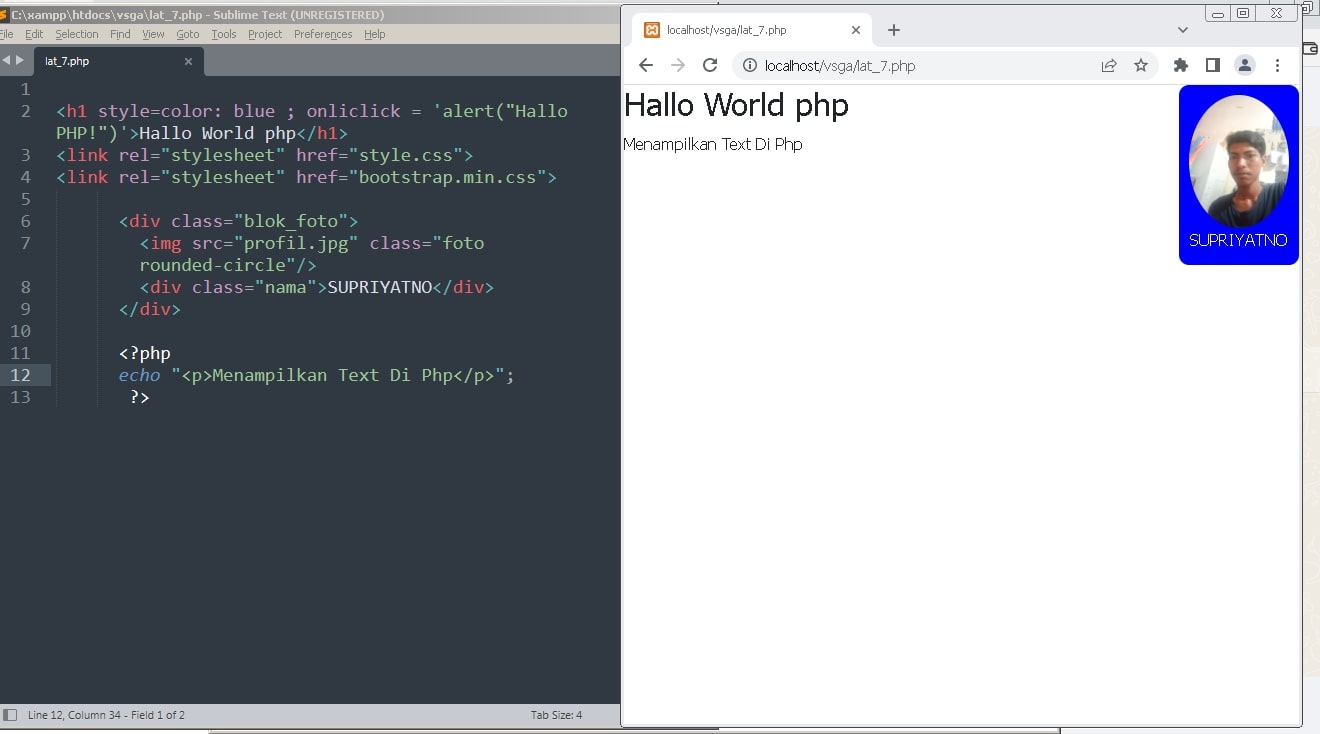 C:\xampp\htdocs\vsga\lat_7.php - Sublime Text (UNREGISTERED)
File Edit Selection Find View Goto Tools Project Preferences Help
lat_7.php
1
2 <h1 style=color: blue ; onliclick = 'alert("Hallo
PHP!")'>Hallo World php</h1>
3 <link rel="stylesheet" href="style.css">
4 <link rel="stylesheet" href="bootstrap.min.css">
5
6 <div class="blok_foto">
7 <img src="profil.jpg" class="foto
rounded-circle"/>
8 <div class="nama">SUPRIYATNO</div>
9 </div>
10
11 <?php
12 echo "<p>Menampilkan Text Di Php</p>";
13 ?>
Line 12, Column 34 - Field 1 of 2
Tab Size: 4
localhost/vsga/lat_7.php
localhost/vsga/lat_7.php
Hallo World php
Menampilkan Text Di Php
SUPRIYATNO